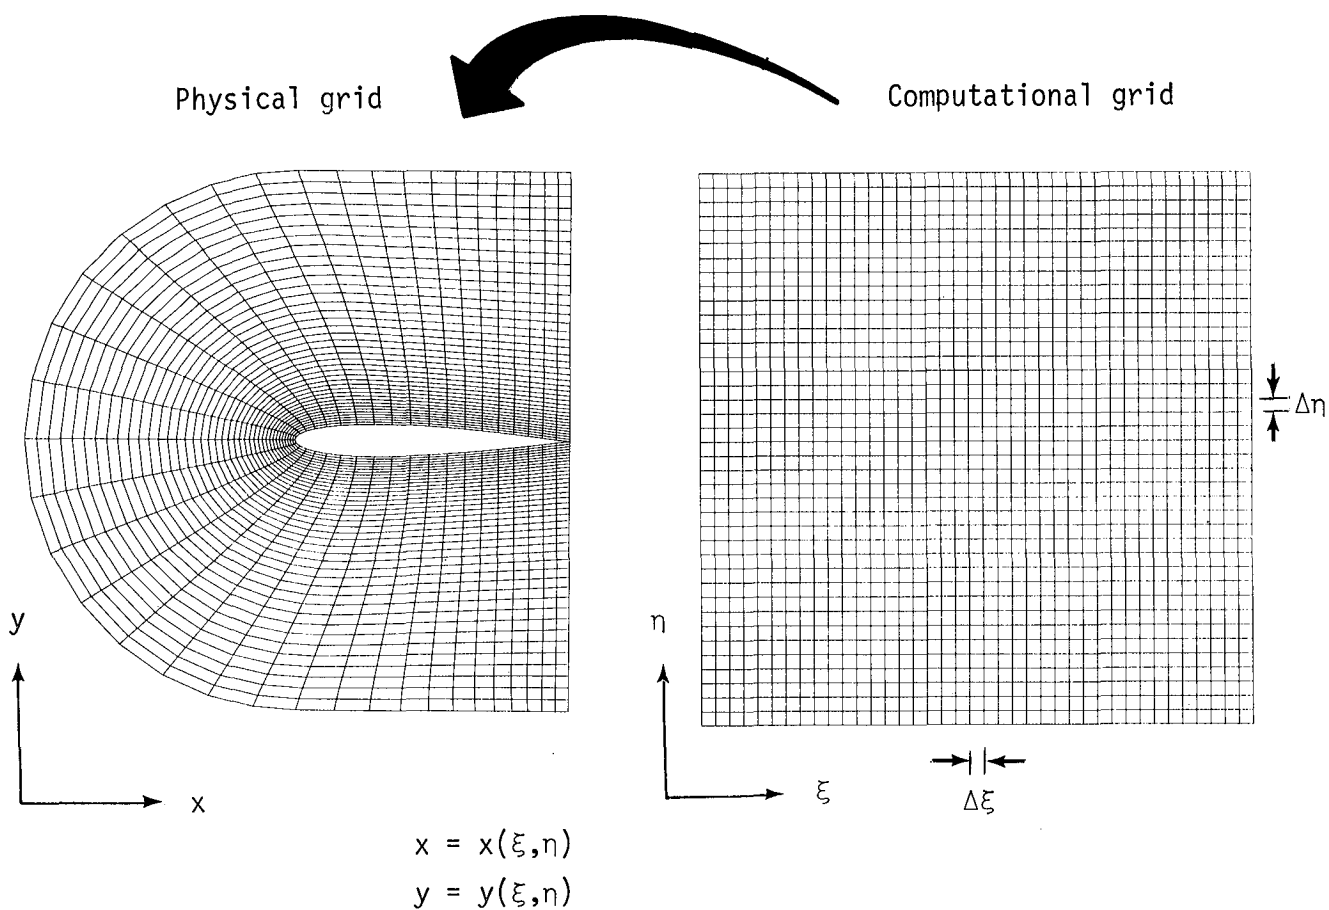 Physical grid
Computational grid
Δη
y
η
x
ξ
Δξ
x = x(ξ,η)
y = y(ξ,η)